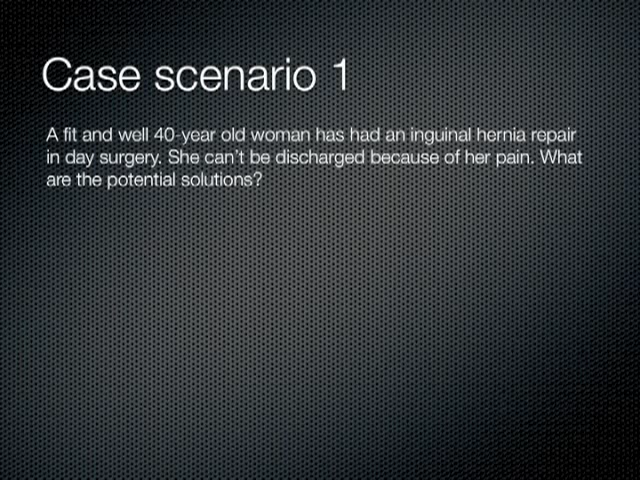 Case scenario 1
A fit and well 40-year old woman has had an inguinal hernia repair
in day surgery. She can't be discharged because of her pain. What
are the potential solutions?